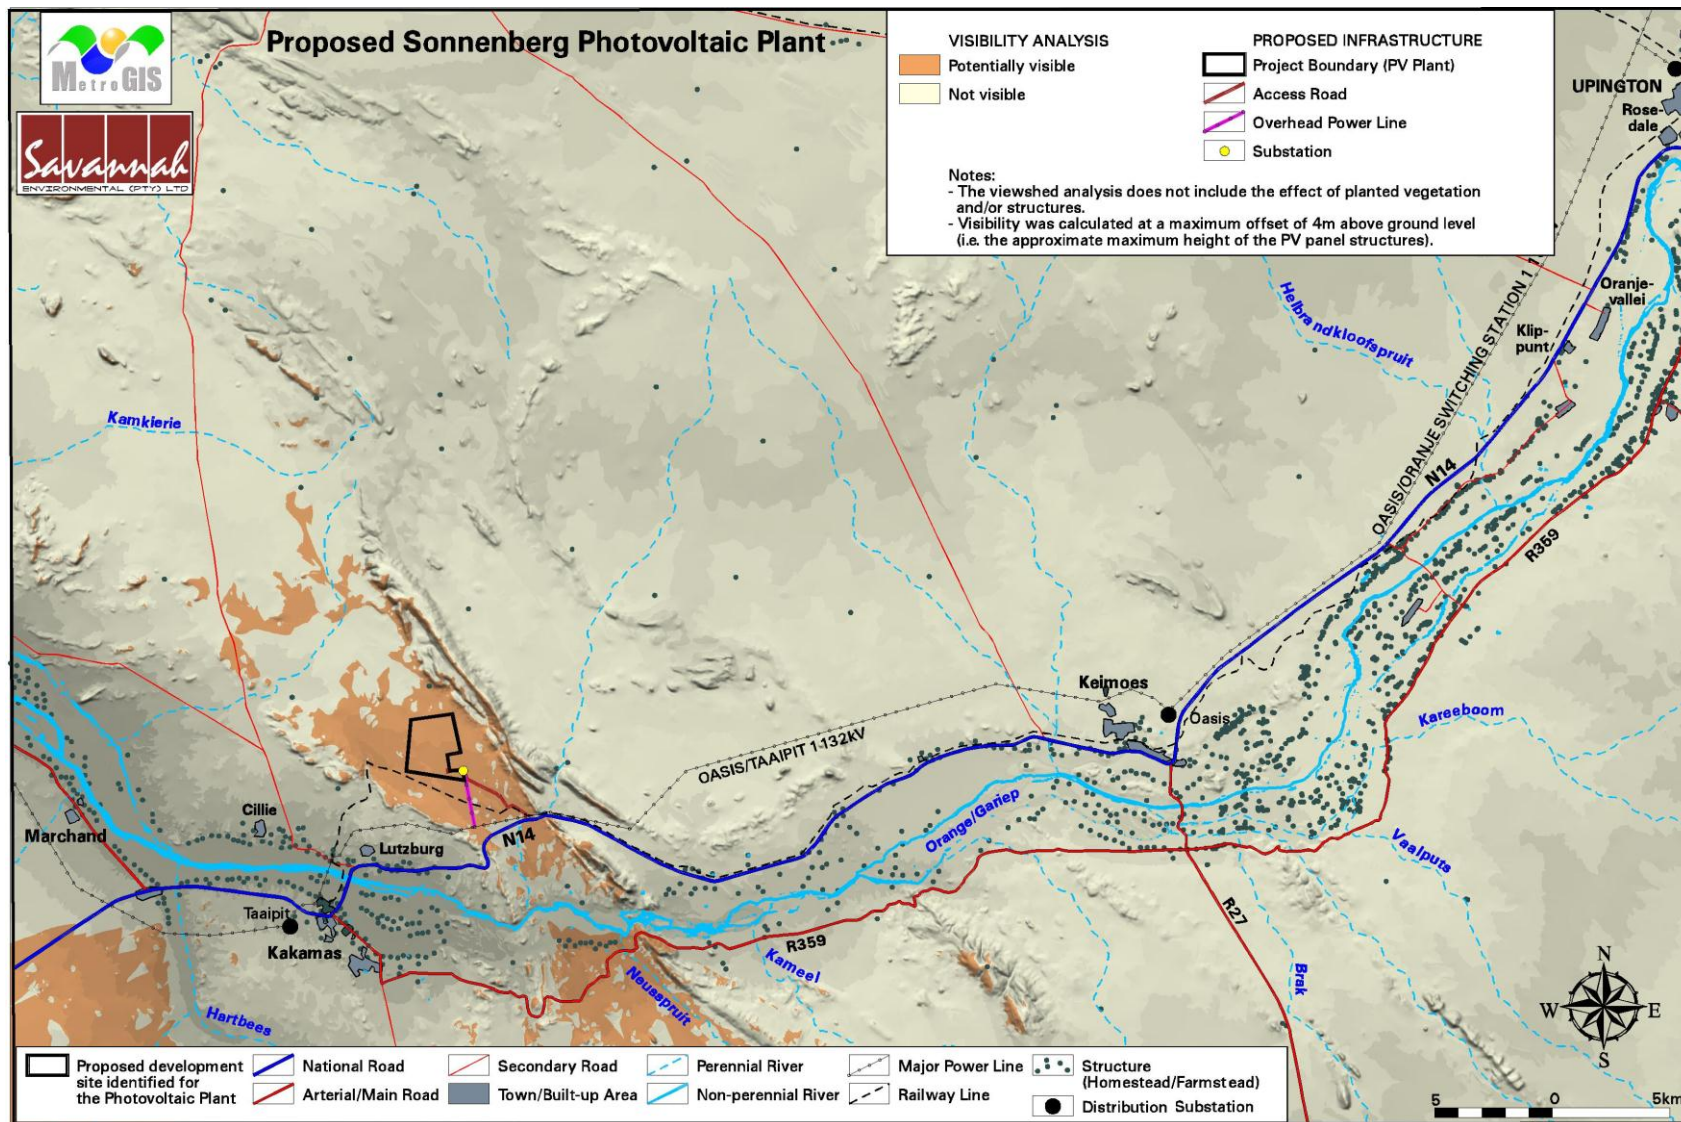 MetroGIS
Savannah
ENVIRONMENTAL (PTY) LTD
Proposed Sonnenberg Photovoltaic Plant
VISIBILITY ANALYSIS
Potentially visible
Not visible
PROPOSED INFRASTRUCTURE
Project Boundary (PV Plant)
Access Road
Overhead Power Line
Substation
Notes:
- The viewshed analysis does not include the effect of planted vegetation
and/or structures.
- Visibility was calculated at a maximum offset of 4m above ground level
(i.e. the approximate maximum height of the PV panel structures).
UPINGTON
Rose-
dale
Oranje-
vallei
Klip-
punt
Helbrandkloofspruit
OASIS/ORANJE SWITCHING STATION 1 1
N14
R359
Kamkierie
Keimoes
Oasis
Kareeboom
OASIS/TAAIPIT 1 132kV
Orange/Gariep
Vaalputs
Cillie
Marchand
Lutzburg
N14
Taaipit
Kakamas
R359
R27
Kameel
Neusspruit
Brak
Hartbees
N
W
E
S
Proposed development
site identified for
the Photovoltaic Plant
National Road
Arterial/Main Road
Secondary Road
Town/Built-up Area
Perennial River
Non-perennial River
Major Power Line
Railway Line
Structure
(Homestead/Farmstead)
Distribution Substation
5 0 5km